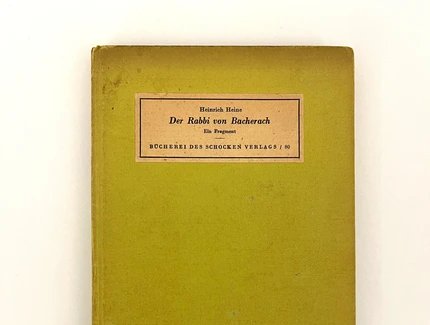 Heinrich Heine
Der Rabbi von Bacherach
Ein Fragment
BÜCHEREI DES SCHOCKEN VERLAGS / 80